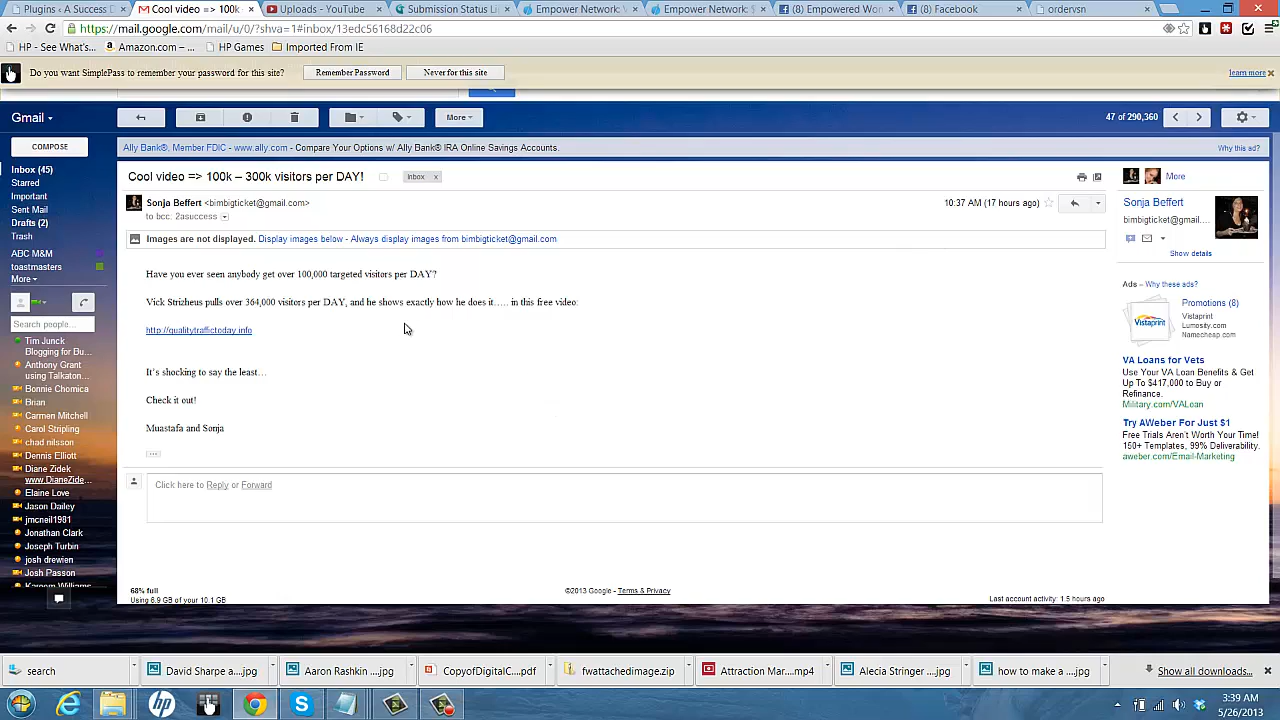 Plugins ‹ A Success D
Cool video => 100k -
Uploads - YouTube
Submission Status Li
Empower Network: V
Empower Network: $
(8) Empowered Wor
(8) Facebook
ordervsn
https://mail.google.com/mail/u/0/?shva=1#inbox/13edc56168d22c06
HP - See What's...
Amazon.com – ...
HP Games
Imported From IE
Do you want SimplePass to remember your password for this site?
Remember Password
Never for this site
learn more
Gmail
More
47 of 290,360
COMPOSE
Ally Bank®, Member FDIC - www.ally.com - Compare Your Options w/ Ally Bank® IRA Online Savings Accounts.
Why this ad?
Inbox (45)
Starred
Important
Sent Mail
Drafts (2)
Trash
ABC M&M
toastmasters
More
Search people...
Tim Junck
Blogging for Bu...
Anthony Grant
using Talkaton...
Bonnie Chomica
Brian
Carmen Mitchell
Carol Stripling
chad nilsson
Dennis Elliott
Diane Zidek
www.DianeZide...
Elaine Love
Jason Dailey
jmcneil1981
Jonathan Clark
Joseph Turbin
josh drewien
Josh Passon
Kareem Williams
Cool video => 100k – 300k visitors per DAY!
Inbox x
Sonja Beffert <bimbigticket@gmail.com>
10:37 AM (17 hours ago)
to bcc: 2asuccess
Images are not displayed. Display images below - Always display images from bimbigticket@gmail.com
Have you ever seen anybody get over 100,000 targeted visitors per DAY?
Vick Strizheus pulls over 364,000 visitors per DAY, and he shows exactly how he does it..... in this free video:
http://qualitytraffictoday.info
It's shocking to say the least...
Check it out!
Muastafa and Sonja
...
Click here to Reply or Forward
68% full
Using 6.9 GB of your 10.1 GB
©2013 Google - Terms & Privacy
Last account activity: 1.5 hours ago
More
Sonja Beffert
bimbigticket@gmail....
Show details
Ads – Why these ads?
Promotions (8)
Vistaprint
Vistaprint
Lumosity.com
Namecheap.com
VA Loans for Vets
Use Your VA Loan Benefits & Get
Up To $417,000 to Buy or
Refinance.
Military.com/VALoan
Try AWeber For Just $1
Free Trials Aren't Worth Your Time!
150+ Templates, 99% Deliverability.
aweber.com/Email-Marketing
search
David Sharpe a....jpg
Aaron Rashkin ....jpg
CopyofDigitalC....pdf
fwattachedimage.zip
Attraction Mar....mp4
Alecia Stringer ....jpg
how to make a ....jpg
Show all downloads...
3:39 AM
5/26/2013